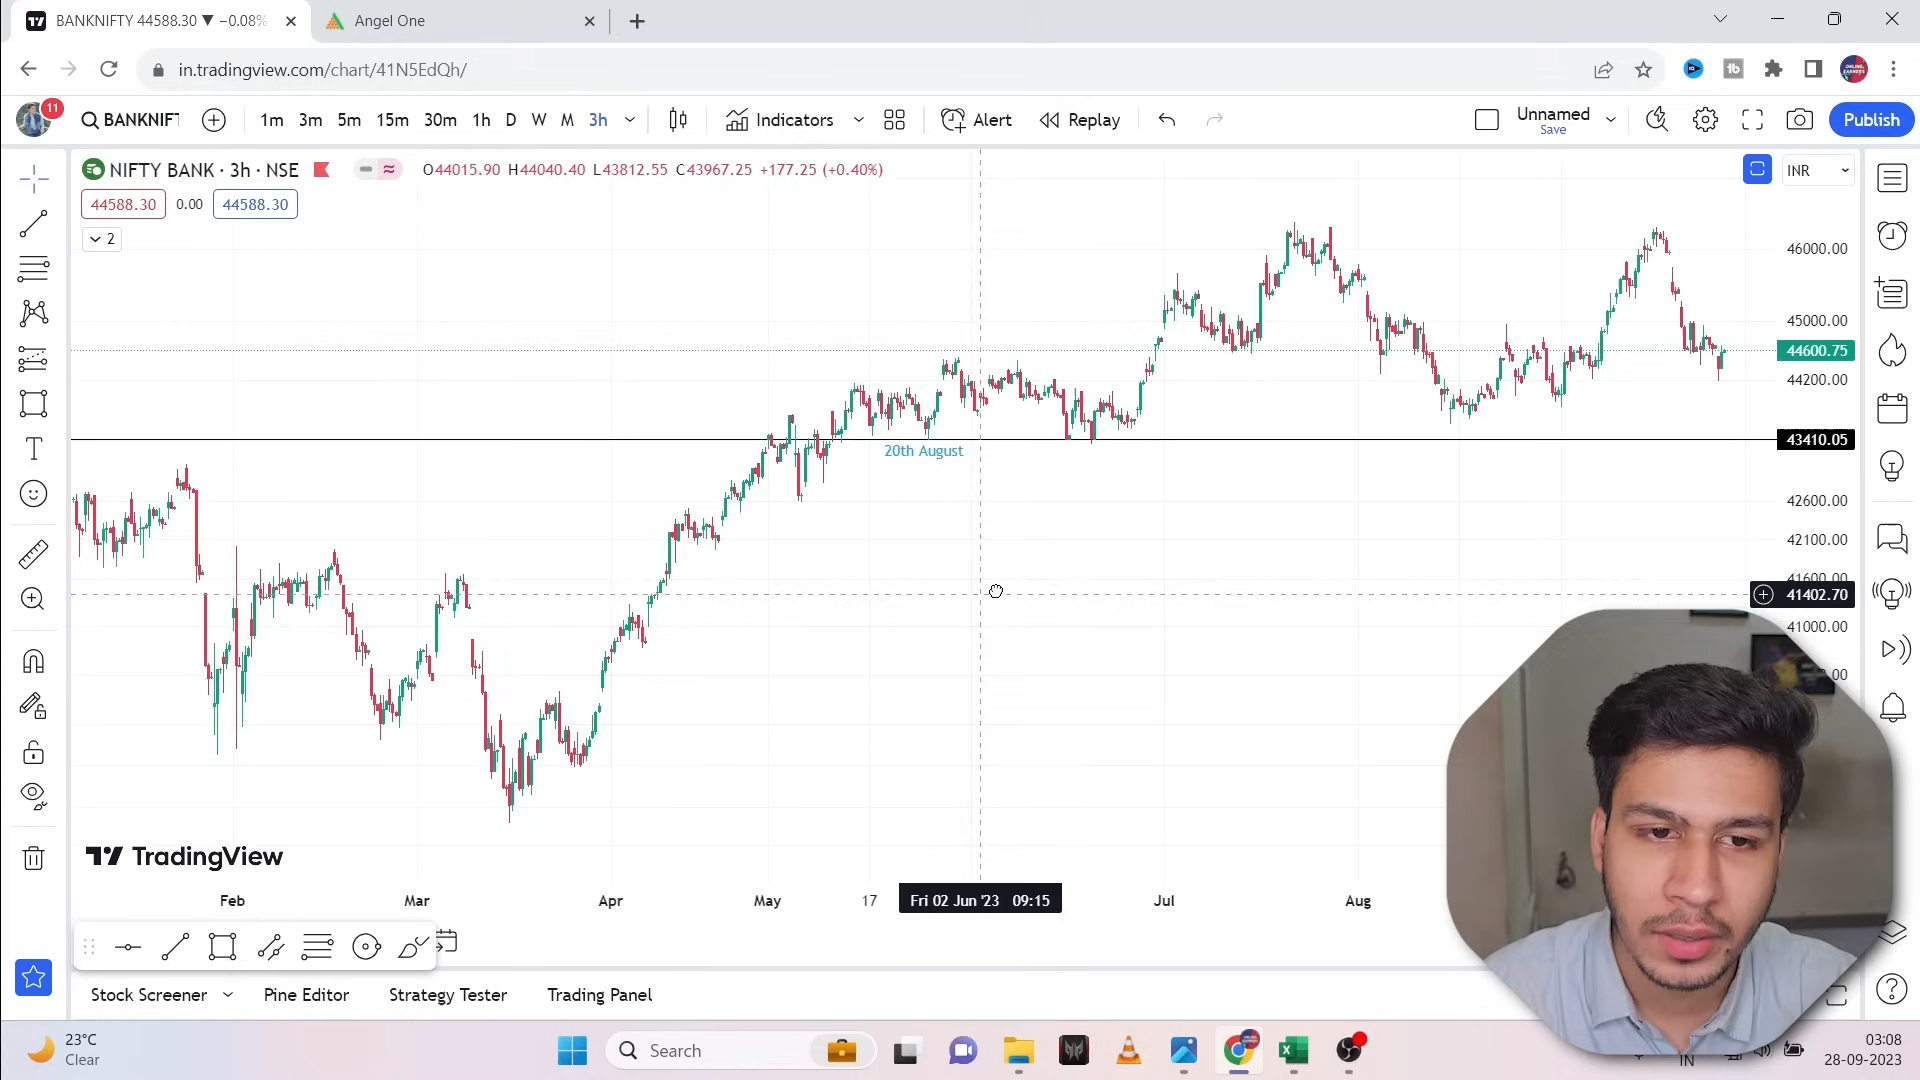 BANKNIFTY 44588.30 ▼ −0.08%
Angel One
in.tradingview.com/chart/41N5EdQh/
11
BANKNIFT
1m 3m 5m 15m 30m 1h D W M 3h
Indicators
Alert
Replay
Unnamed
Save
Publish
NIFTY BANK · 3h · NSE
O44015.90 H44040.40 L43812.55 C43967.25 +177.25 (+0.40%)
INR
44588.30 0.00 44588.30
2
46000.00
45000.00
44600.75
44200.00
43410.05
20th August
42600.00
42100.00
41600.00
41402.70
41000.00
TradingView
Feb Mar Apr May 17 Fri 02 Jun '23 09:15 Jul Aug
Stock Screener Pine Editor Strategy Tester Trading Panel
23°C
Clear
Search
IN
03:08
28-09-2023